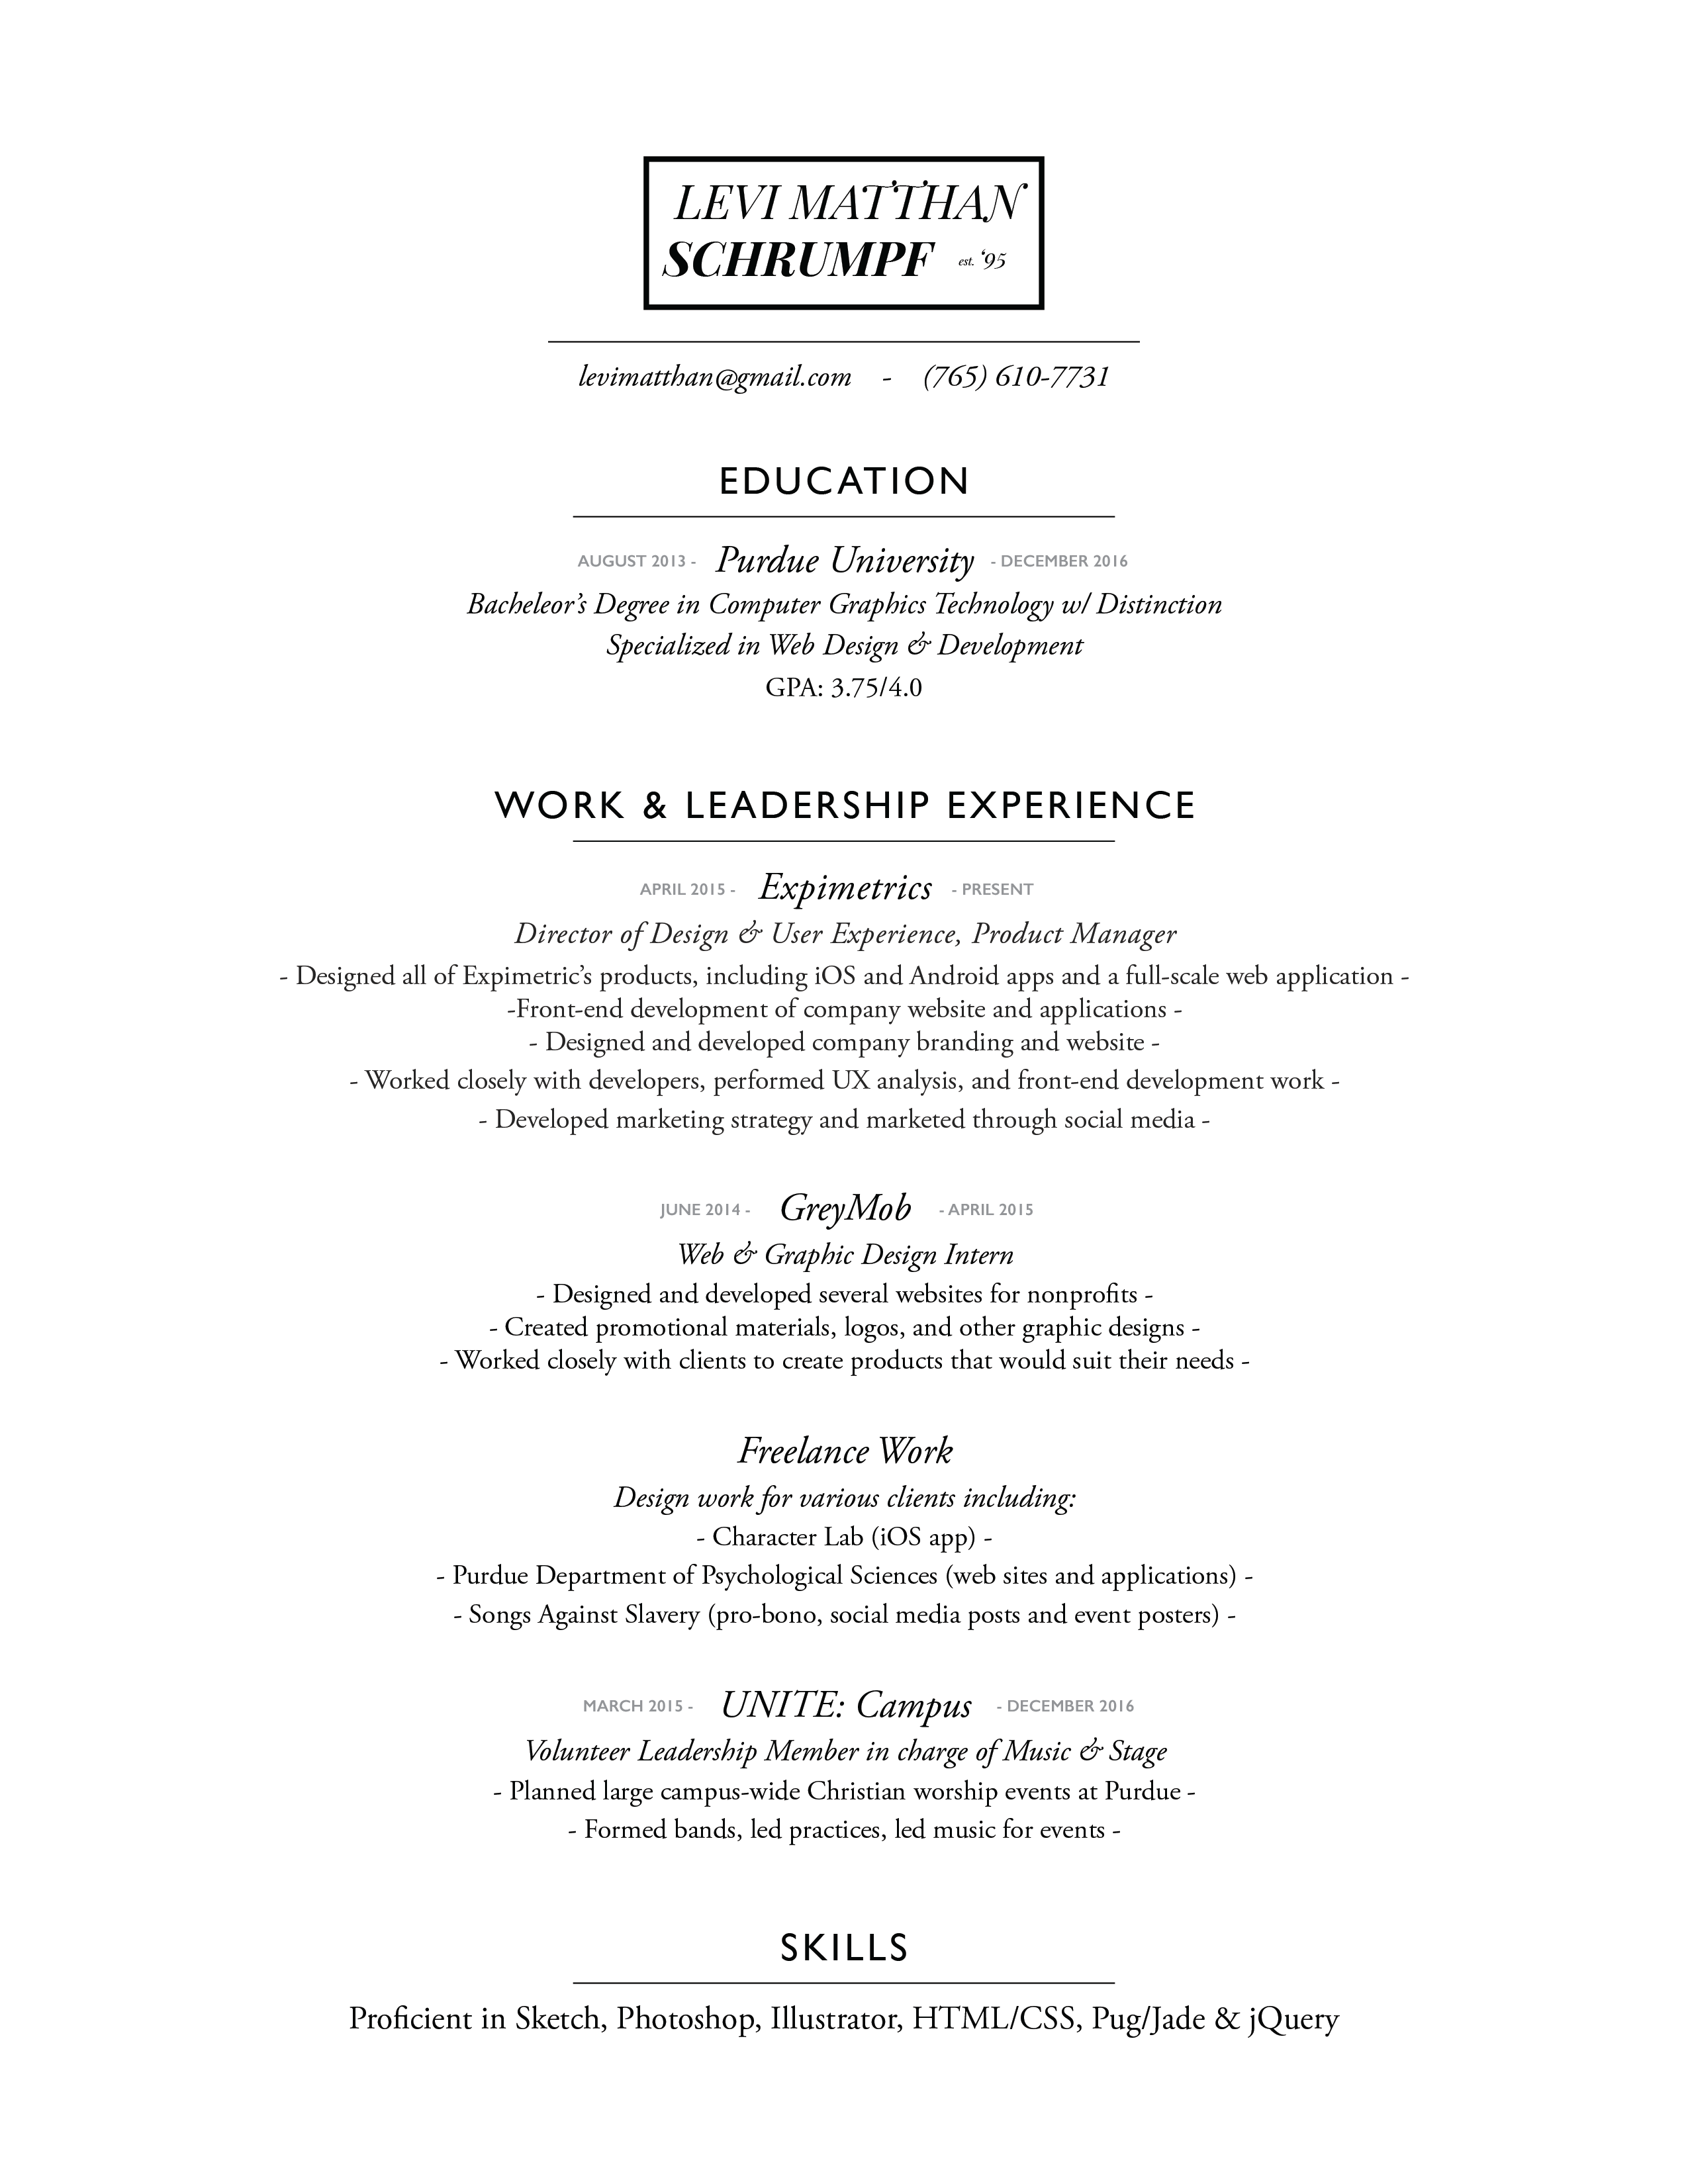 LEVI MATTHAN
SCHRUMPF est. ‘95
levimatthan@gmail.com - (765) 610-7731
EDUCATION
AUGUST 2013 - Purdue University - DECEMBER 2016
Bacheleor’s Degree in Computer Graphics Technology w/ Distinction
Specialized in Web Design & Development
GPA: 3.75/4.0
WORK & LEADERSHIP EXPERIENCE
APRIL 2015 - Expimetrics - PRESENT
Director of Design & User Experience, Product Manager
- Designed all of Expimetric’s products, including iOS and Android apps and a full-scale web application -
-Front-end development of company website and applications -
- Designed and developed company branding and website -
- Worked closely with developers, performed UX analysis, and front-end development work -
- Developed marketing strategy and marketed through social media -
JUNE 2014 - GreyMob - APRIL 2015
Web & Graphic Design Intern
- Designed and developed several websites for nonprofits -
- Created promotional materials, logos, and other graphic designs -
- Worked closely with clients to create products that would suit their needs -
Freelance Work
Design work for various clients including:
- Character Lab (iOS app) -
- Purdue Department of Psychological Sciences (web sites and applications) -
- Songs Against Slavery (pro-bono, social media posts and event posters) -
MARCH 2015 - UNITE: Campus - DECEMBER 2016
Volunteer Leadership Member in charge of Music & Stage
- Planned large campus-wide Christian worship events at Purdue -
- Formed bands, led practices, led music for events -
SKILLS
Proficient in Sketch, Photoshop, Illustrator, HTML/CSS, Pug/Jade & jQuery